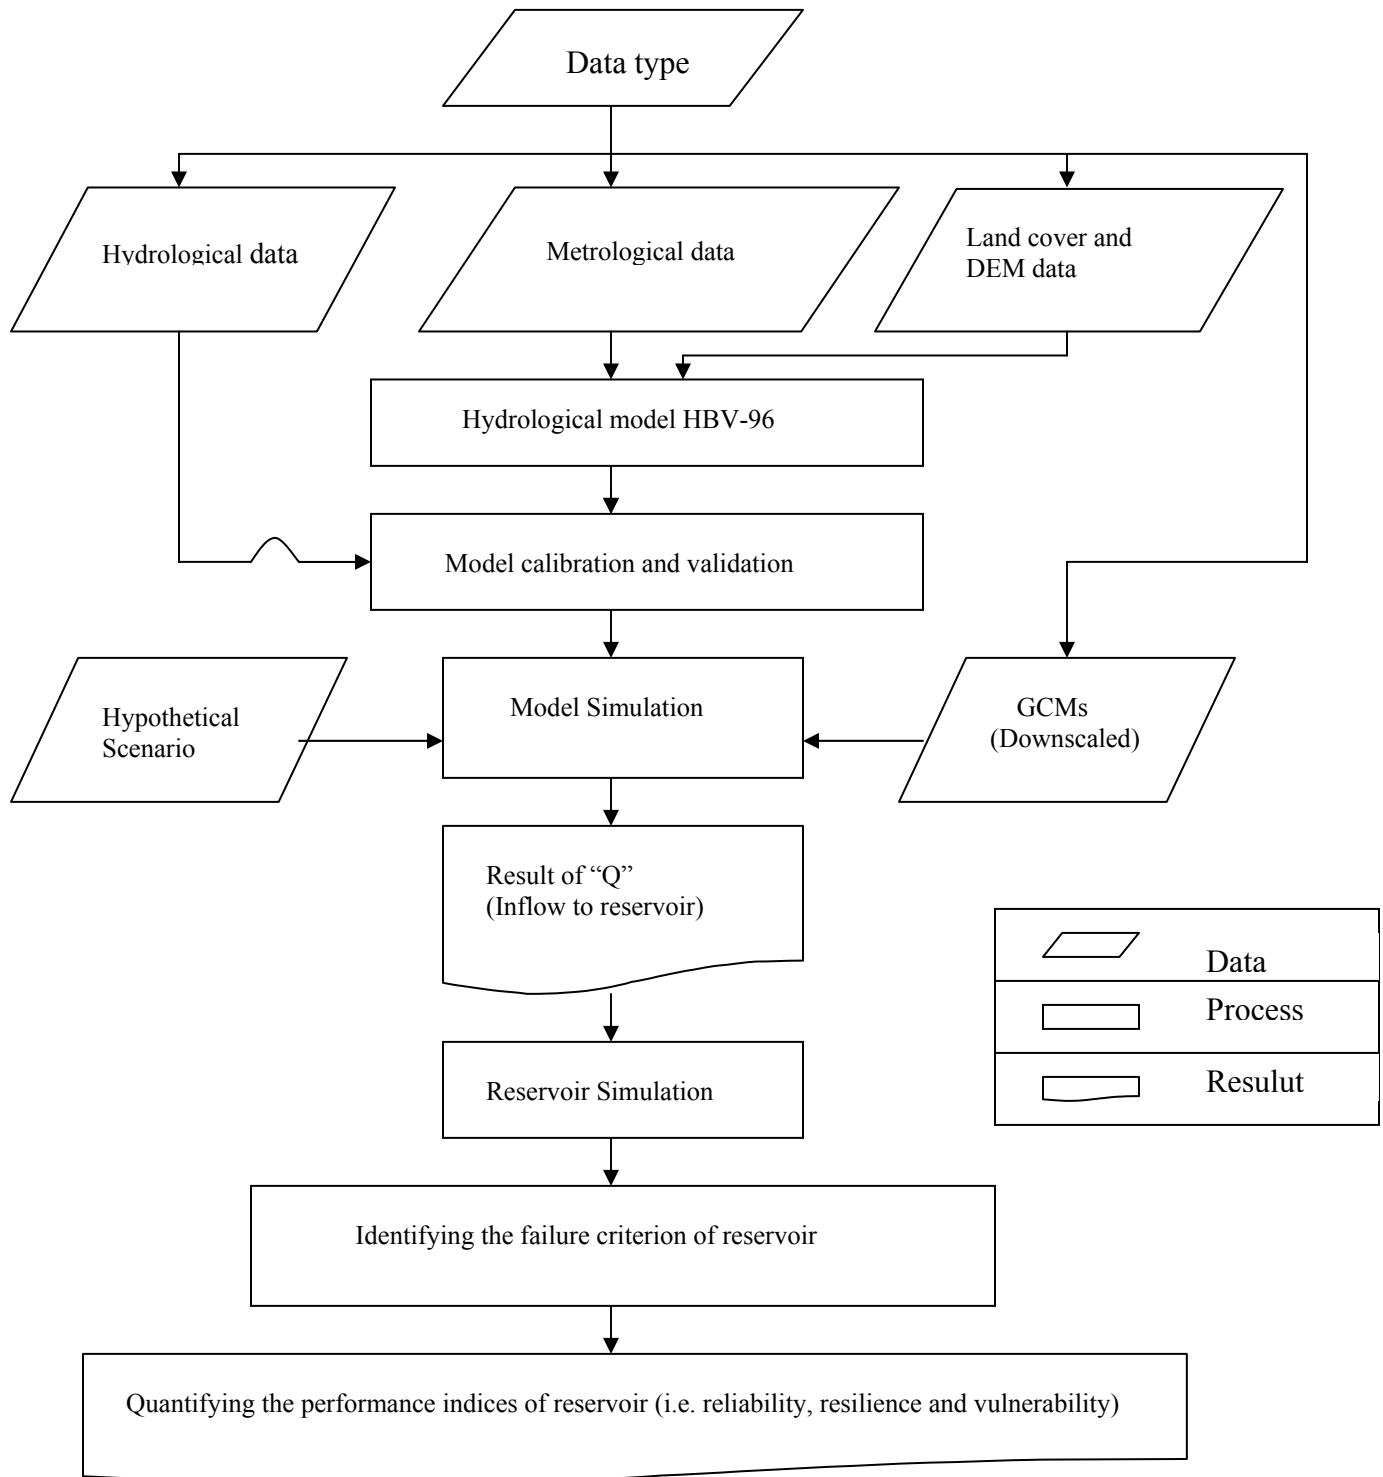 Data type
Hydrological data
Metrological data
Land cover and
DEM data
Hydrological model HBV-96
Model calibration and validation
Hypothetical
Scenario
Model Simulation
GCMs
(Downscaled)
Result of “Q”
(Inflow to reservoir)
Data
Process
Resulut
Reservoir Simulation
Identifying the failure criterion of reservoir
Quantifying the performance indices of reservoir (i.e. reliability, resilience and vulnerability)